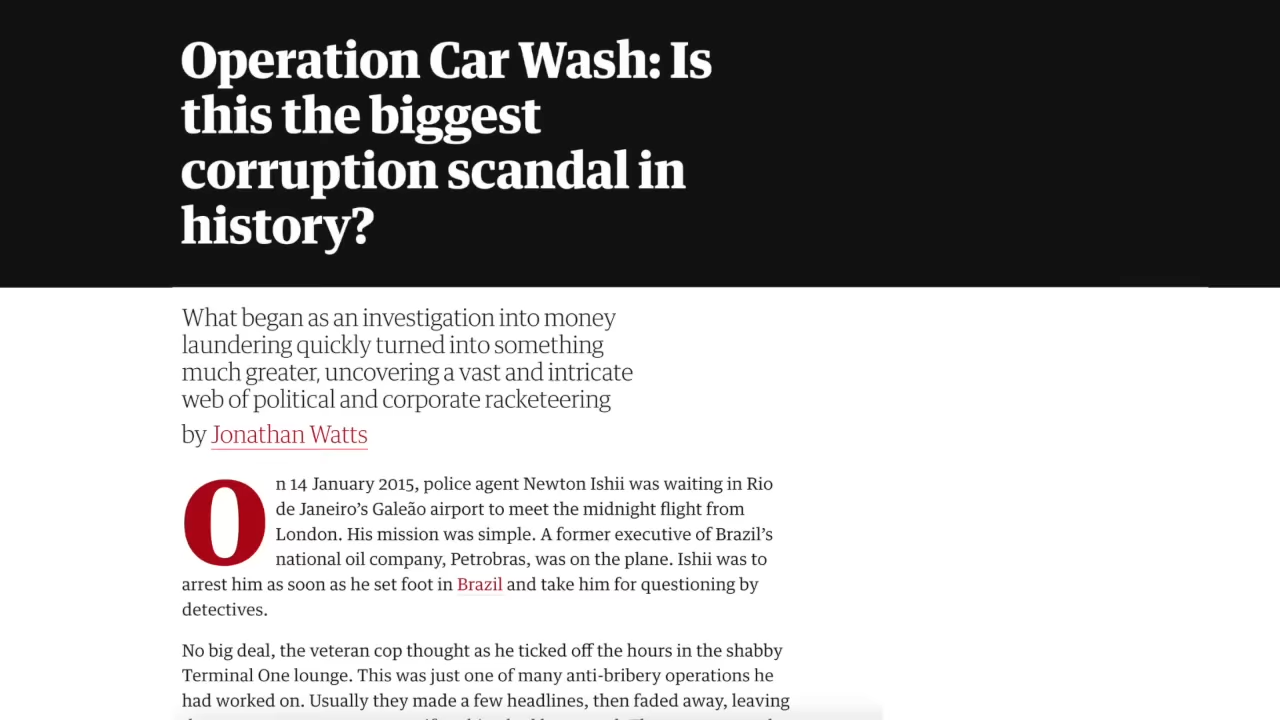 Operation Car Wash: Is
this the biggest
corruption scandal in
history?
What began as an investigation into money
laundering quickly turned into something
much greater, uncovering a vast and intricate
web of political and corporate racketeering
by Jonathan Watts
On 14 January 2015, police agent Newton Ishii was waiting in Rio
de Janeiro’s Galeão airport to meet the midnight flight from
London. His mission was simple. A former executive of Brazil’s
national oil company, Petrobras, was on the plane. Ishii was to
arrest him as soon as he set foot in Brazil and take him for questioning by
detectives.
No big deal, the veteran cop thought as he ticked off the hours in the shabby
Terminal One lounge. This was just one of many anti-bribery operations he
had worked on. Usually they made a few headlines, then faded away, leaving